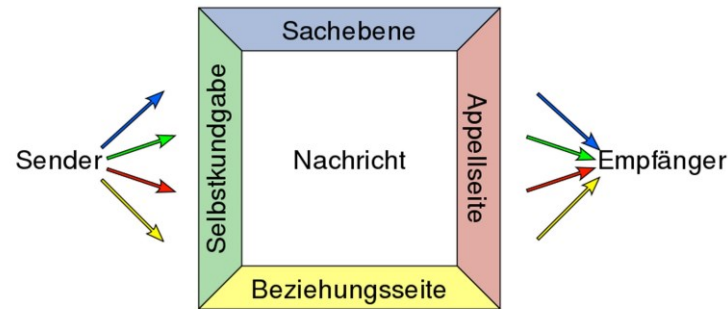 Sachebene
Selbstkundgabe
Appellseite
Sender
Nachricht
Empfänger
Beziehungsseite